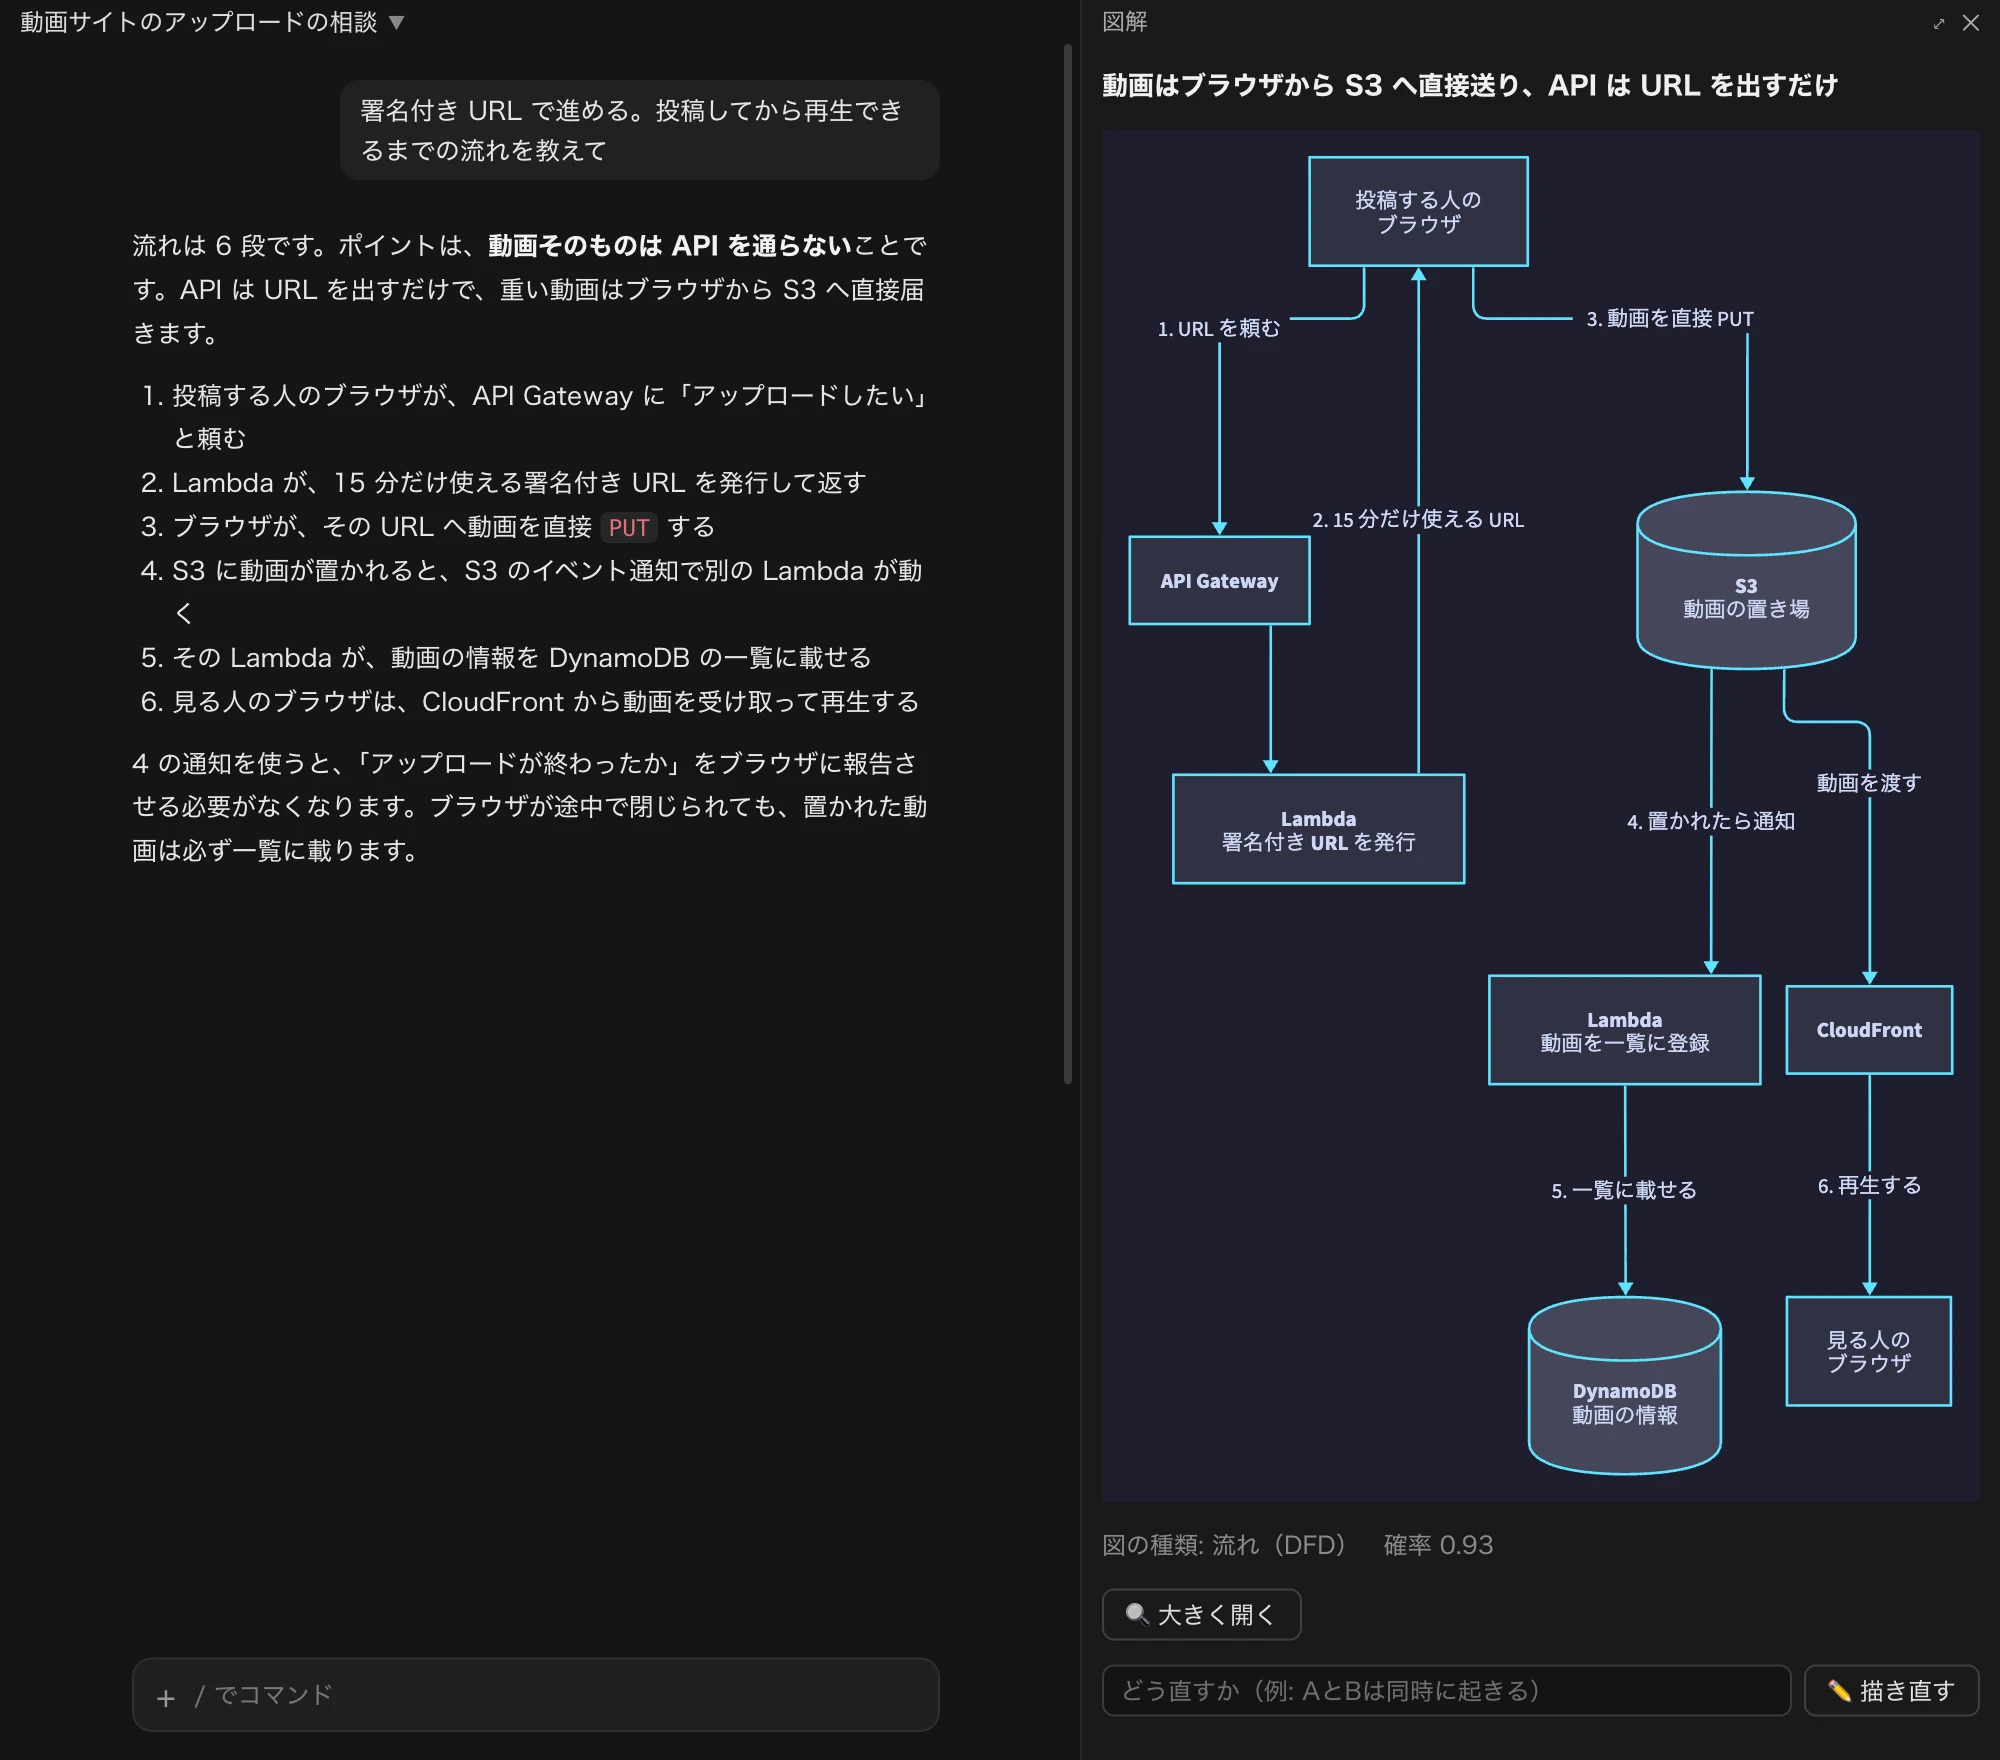 動画サイトのアップロードの相談 ▼
署名付き URL で進める。投稿してから再生でき
るまでの流れを教えて
流れは 6 段です。ポイントは、動画そのものは API を通らないことで
す。API は URL を出すだけで、重い動画はブラウザから S3 へ直接届
きます。
1. 投稿する人のブラウザが、API Gateway に「アップロードしたい」
と頼む
2. Lambda が、15 分だけ使える署名付き URL を発行して返す
3. ブラウザが、その URL へ動画を直接 PUT する
4. S3 に動画が置かれると、S3 のイベント通知で別の Lambda が動
く
5. その Lambda が、動画の情報を DynamoDB の一覧に載せる
6. 見る人のブラウザは、CloudFront から動画を受け取って再生する
4 の通知を使うと、「アップロードが終わったか」をブラウザに報告さ
せる必要がなくなります。ブラウザが途中で閉じられても、置かれた動
画は必ず一覧に載ります。
+ / でコマンド
図解
動画はブラウザから S3 へ直接送り、API は URL を出すだけ
投稿する人の
ブラウザ
1. URL を頼む
3. 動画を直接 PUT
2. 15 分だけ使える URL
API Gateway
S3
動画の置き場
動画を渡す
4. 置かれたら通知
Lambda
署名付き URL を発行
Lambda
動画を一覧に登録
CloudFront
5. 一覧に載せる
6. 再生する
見る人の
ブラウザ
DynamoDB
動画の情報
図の種類: 流れ（DFD） 確率 0.93
🔍 大きく開く
どう直すか（例: AとBは同時に起きる）
✏️ 描き直す